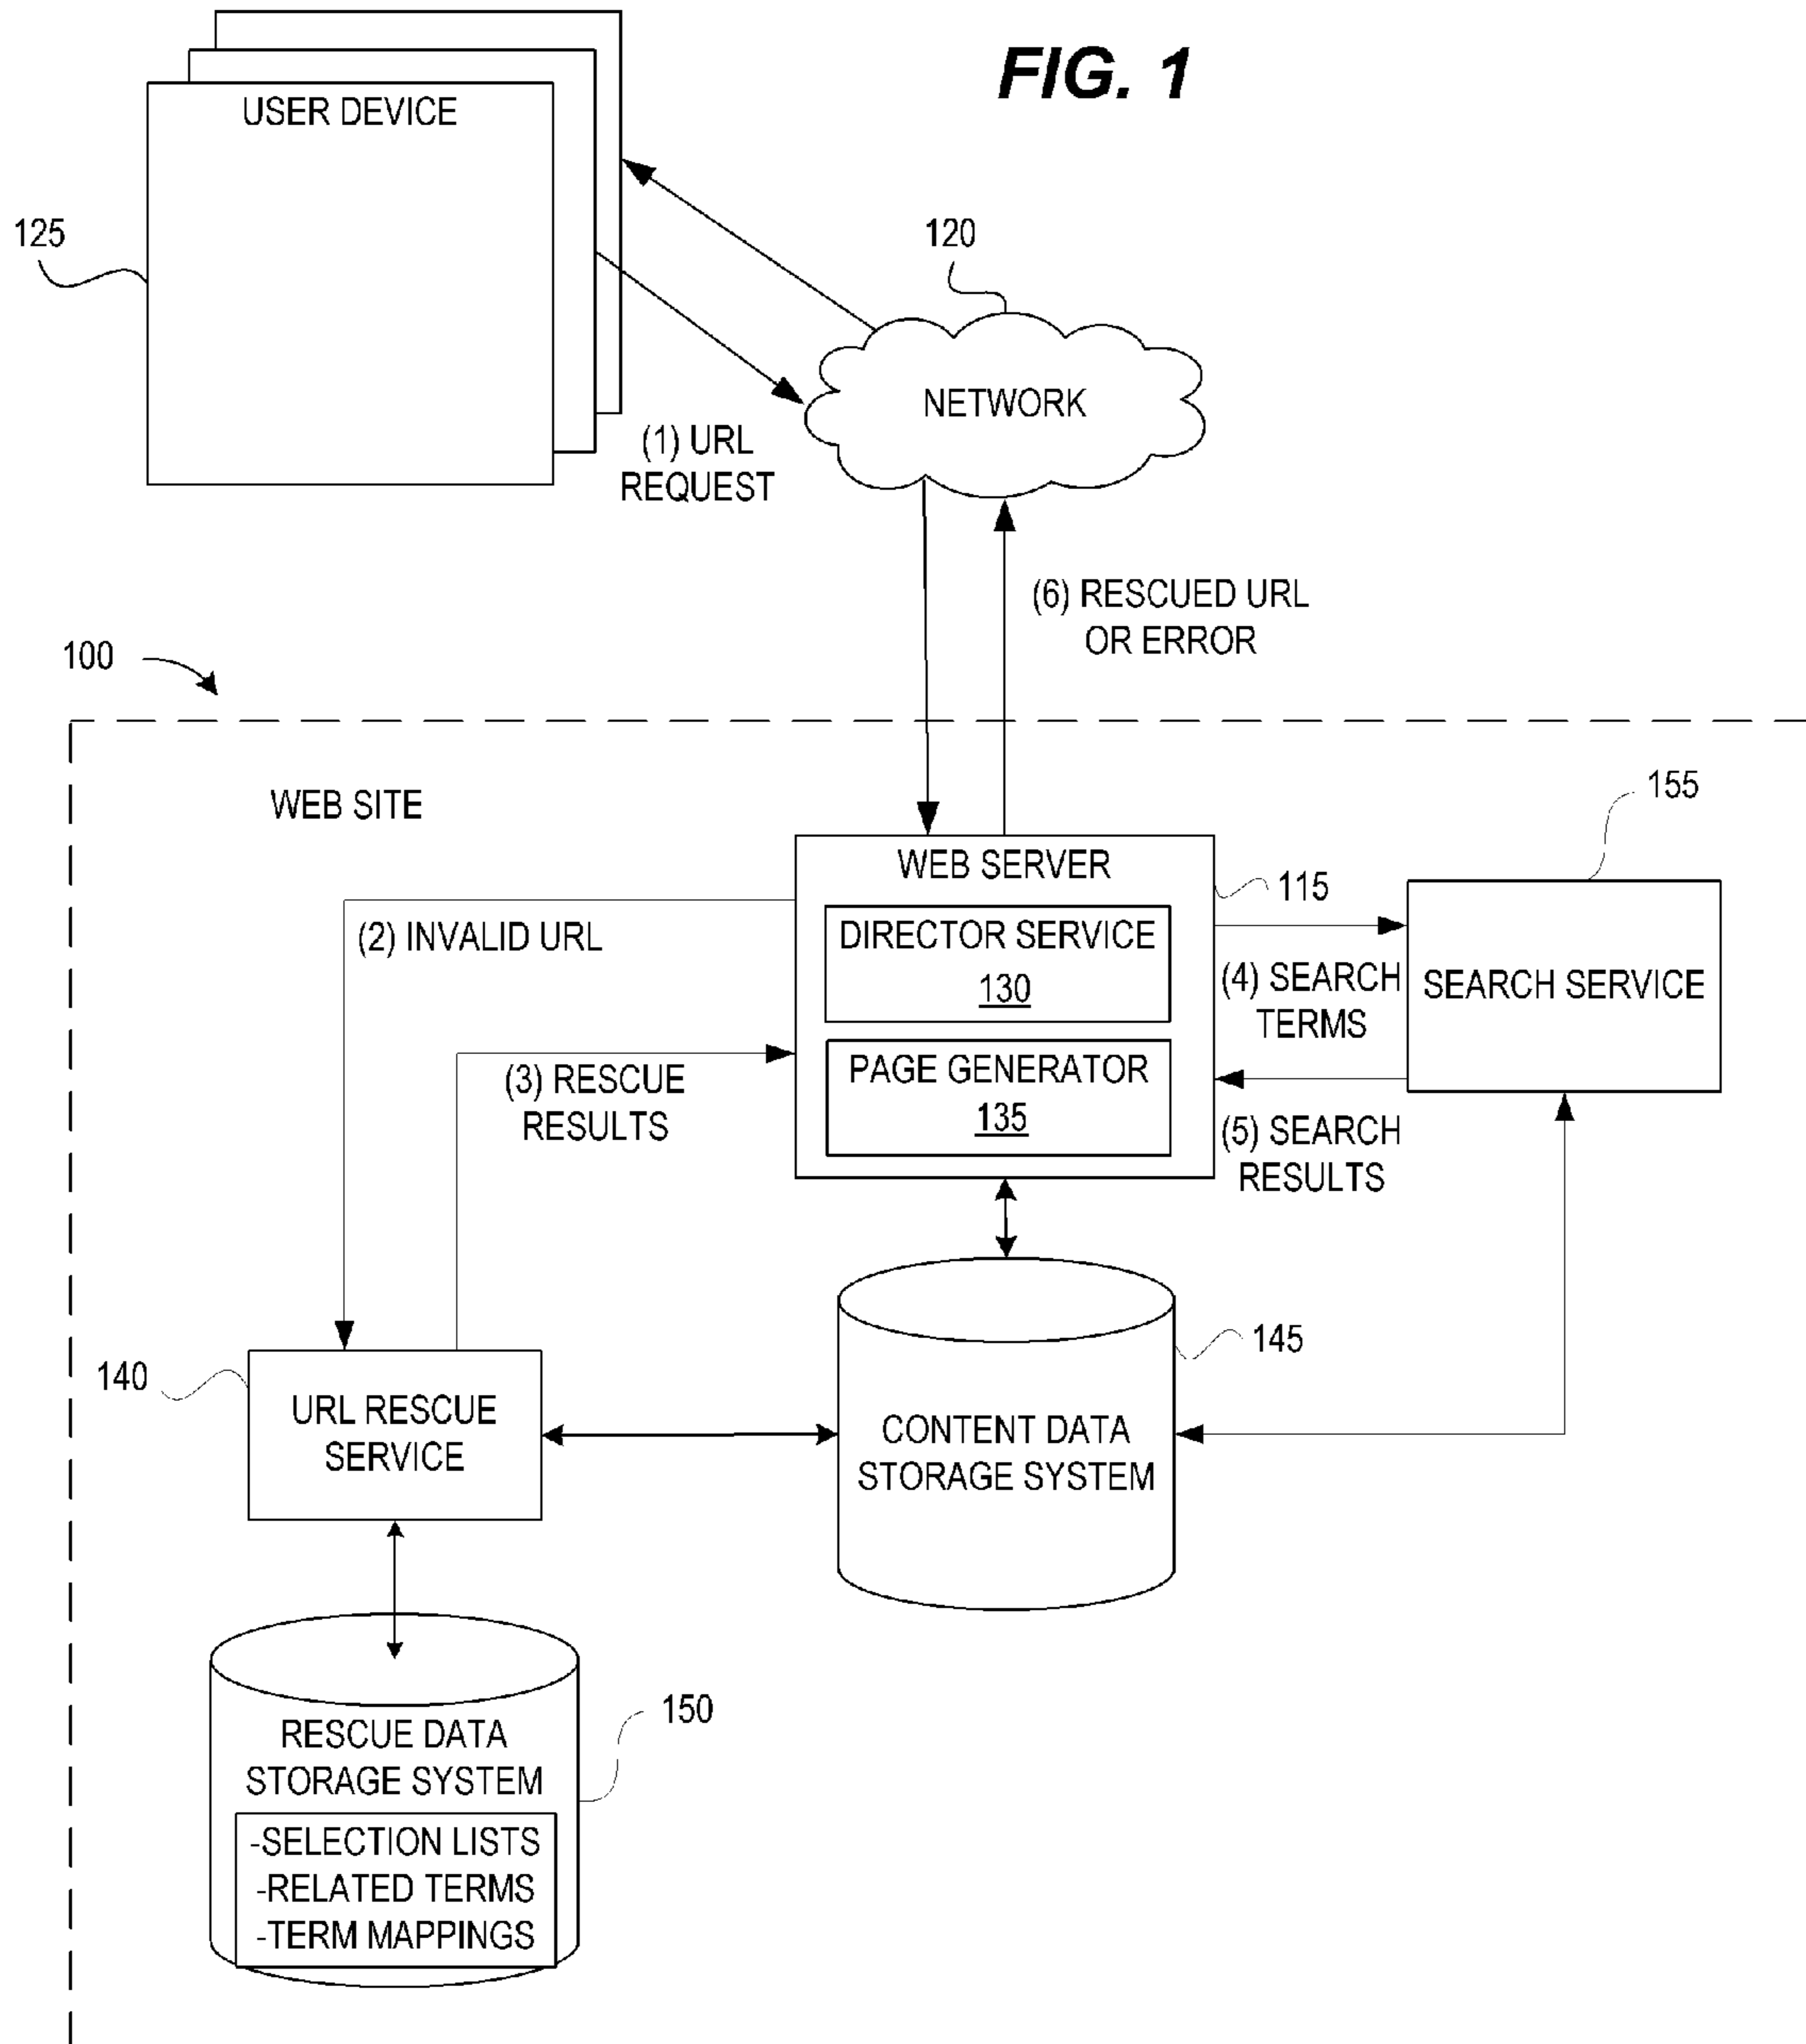 FIG. 1
USER DEVICE
125
120
NETWORK
(1) URL
REQUEST
(6) RESCUED URL
OR ERROR
100
WEB SITE
155
WEB SERVER
115
(2) INVALID URL
DIRECTOR SERVICE
130
(4) SEARCH
TERMS
SEARCH SERVICE
(3) RESCUE
RESULTS
PAGE GENERATOR
135
(5) SEARCH
RESULTS
145
140
URL RESCUE
SERVICE
CONTENT DATA
STORAGE SYSTEM
150
RESCUE DATA
STORAGE SYSTEM
-SELECTION LISTS
-RELATED TERMS
-TERM MAPPINGS